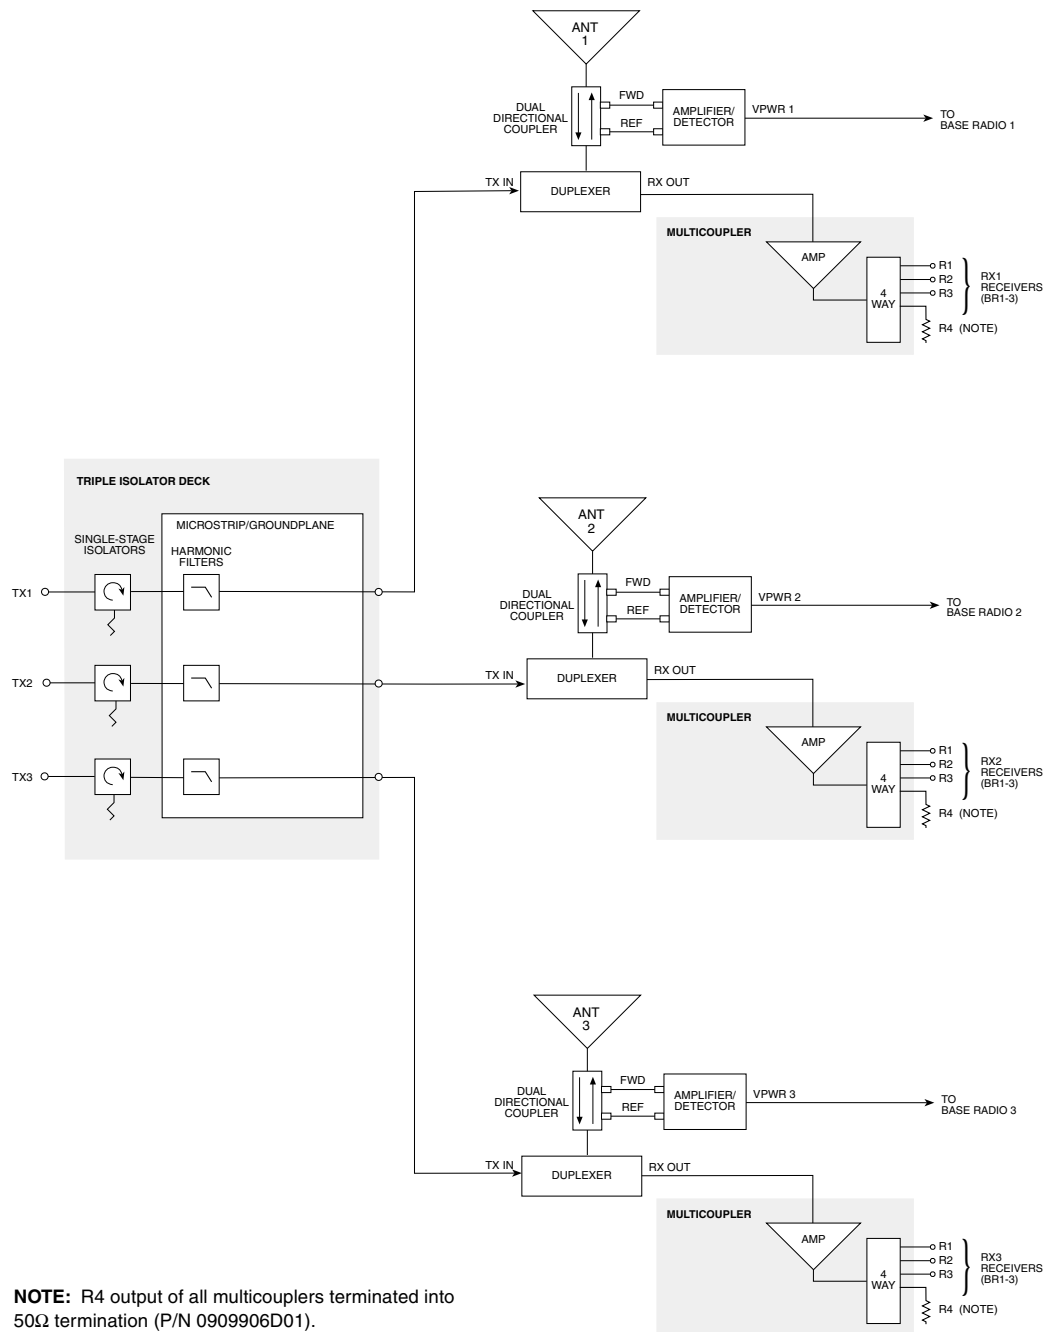 ANT
1
DUAL
DIRECTIONAL
COUPLER
FWD
REF
AMPLIFIER/
DETECTOR
VPWR 1
TO
BASE RADIO 1
TX IN
DUPLEXER
RX OUT
MULTICOUPLER
AMP
4
WAY
R1
R2
R3
R4 (NOTE)
RX1
RECEIVERS
(BR1-3)
TRIPLE ISOLATOR DECK
MICROSTRIP/GROUNDPLANE
SINGLE-STAGE
ISOLATORS
HARMONIC
FILTERS
TX1
TX2
TX3
ANT
2
DUAL
DIRECTIONAL
COUPLER
FWD
REF
AMPLIFIER/
DETECTOR
VPWR 2
TO
BASE RADIO 2
TX IN
DUPLEXER
RX OUT
MULTICOUPLER
AMP
4
WAY
R1
R2
R3
R4 (NOTE)
RX2
RECEIVERS
(BR1-3)
ANT
3
DUAL
DIRECTIONAL
COUPLER
FWD
REF
AMPLIFIER/
DETECTOR
VPWR 3
TO
BASE RADIO 3
TX IN
DUPLEXER
RX OUT
MULTICOUPLER
AMP
4
WAY
R1
R2
R3
R4 (NOTE)
RX3
RECEIVERS
(BR1-3)
NOTE: R4 output of all multicouplers terminated into
50Ω termination (P/N 0909906D01).